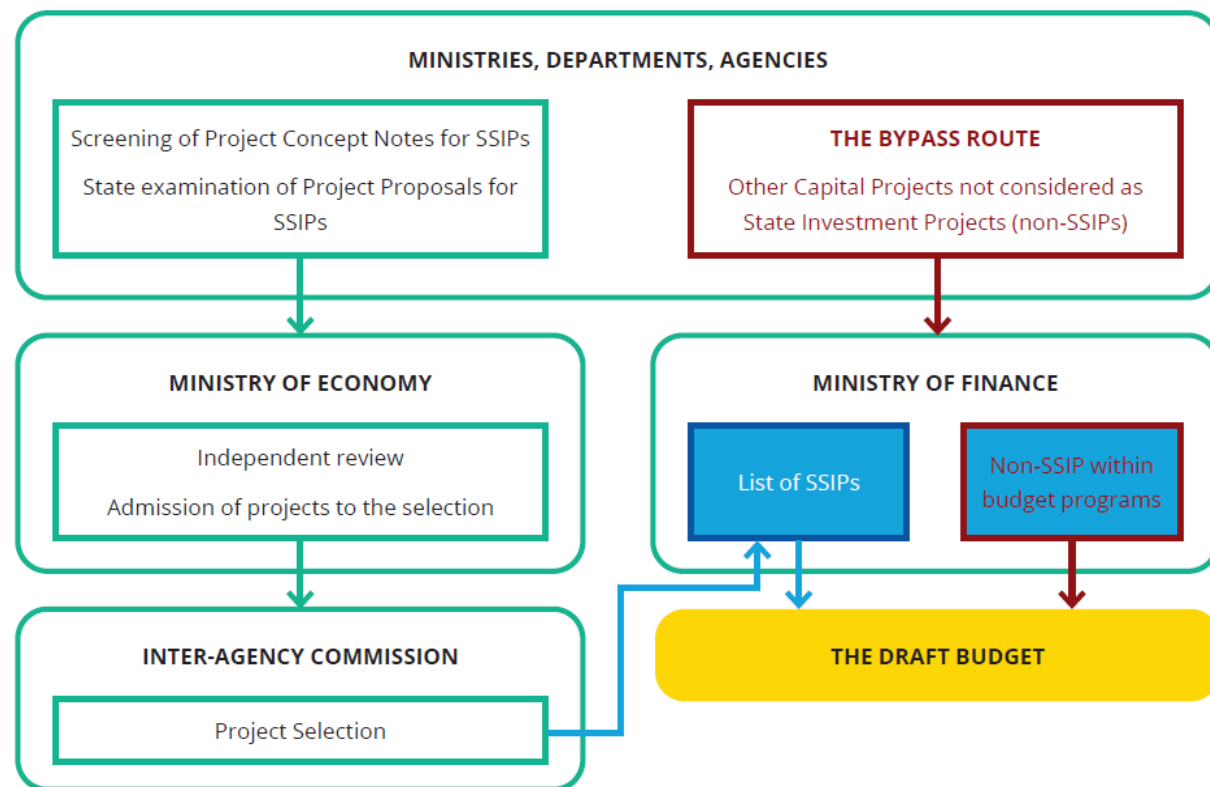 MINISTRIES, DEPARTMENTS, AGENCIES
Screening of Project Concept Notes for SSIPs
State examination of Project Proposals for
SSIPs
THE BYPASS ROUTE
Other Capital Projects not considered as
State Investment Projects (non-SSIPs)
MINISTRY OF ECONOMY
Independent review
Admission of projects to the selection
MINISTRY OF FINANCE
List of SSIPs
Non-SSIP within
budget programs
INTER-AGENCY COMMISSION
Project Selection
THE DRAFT BUDGET